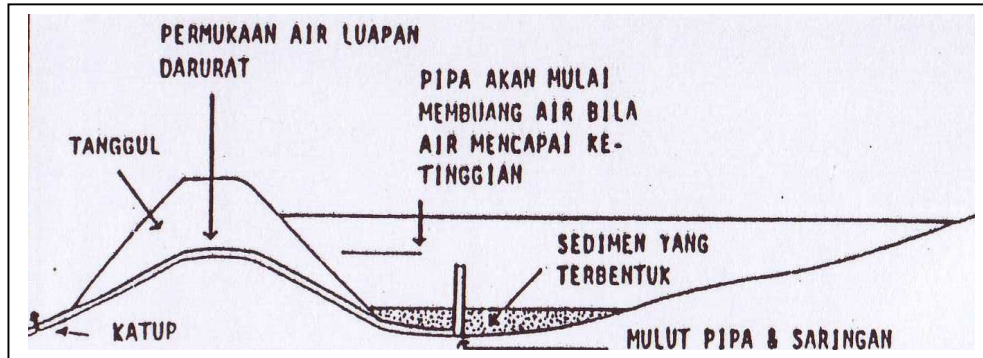 PERMUKAAN AIR LUAPAN
DARURAT
PIPA AKAN MULAI
MEMBUANG AIR BILA
AIR MENCAPAI KE-
TINGGIAN
TANGGUL
SEDIMEN YANG
TERBENTUK
KATUP
MULUT PIPA & SARINGAN